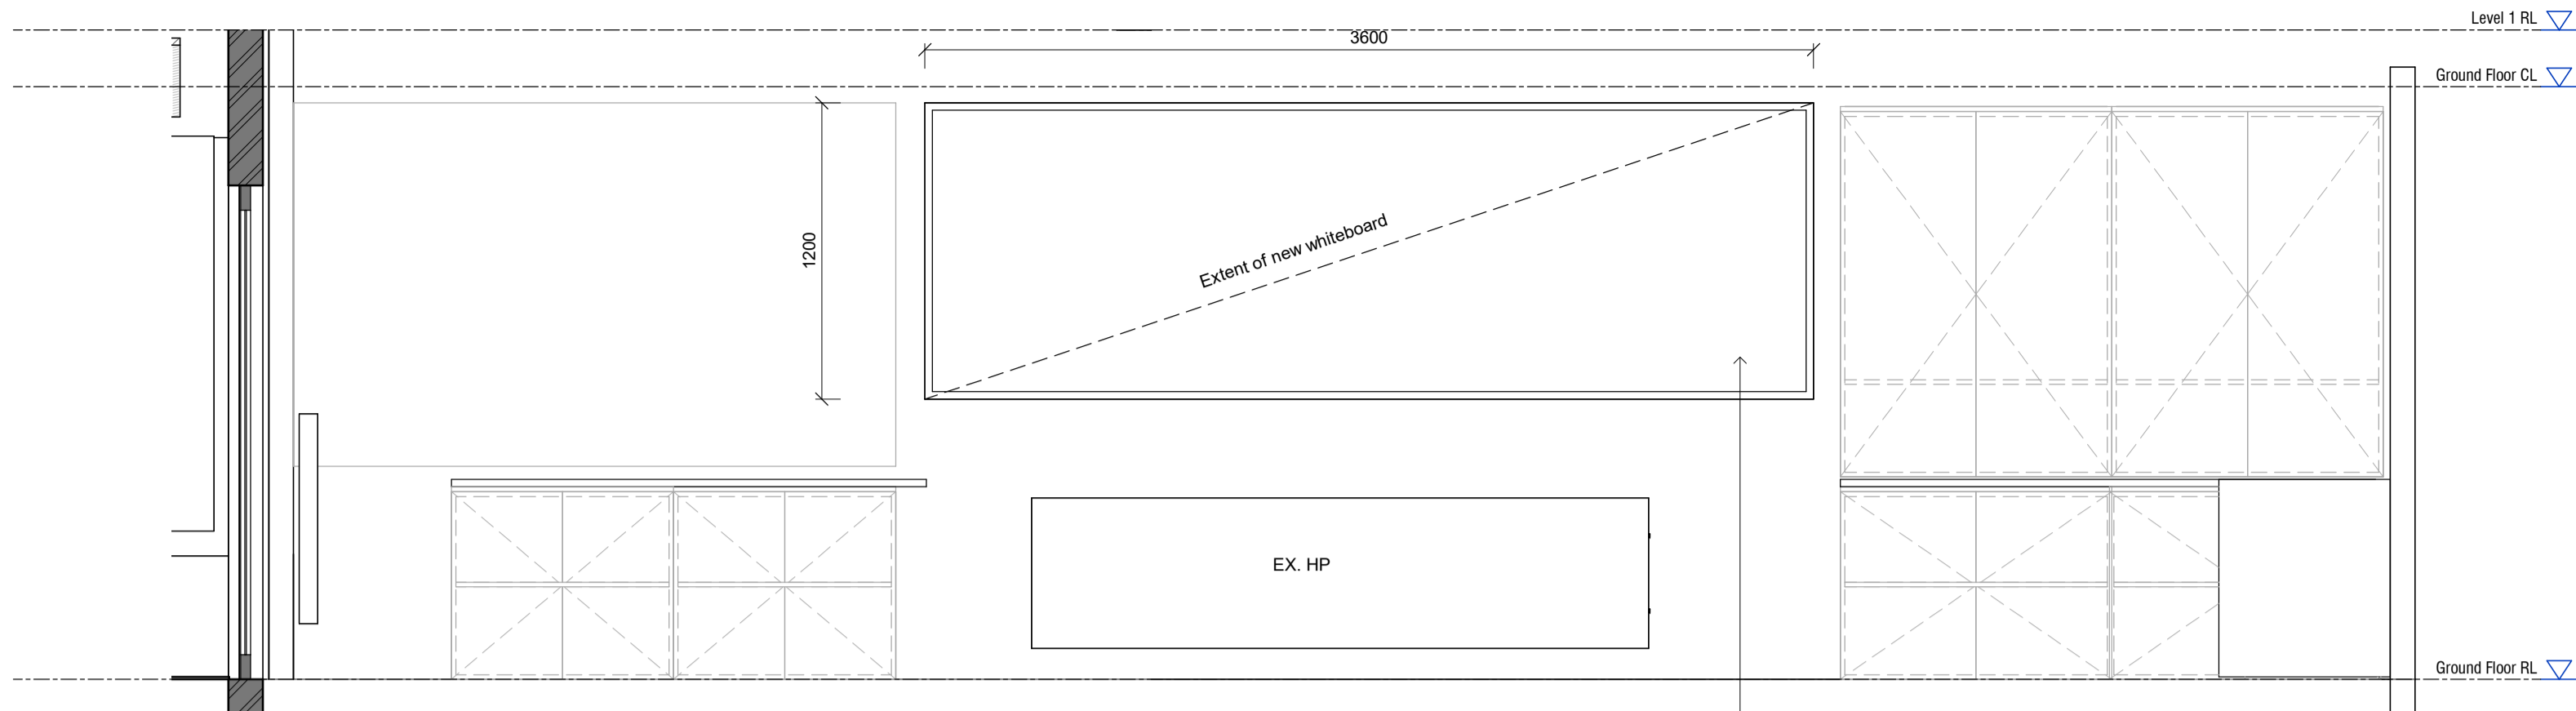 Level 1 RL
3600
Ground Floor CL
1200
Extent of new whiteboard
EX. HP
Ground Floor RL